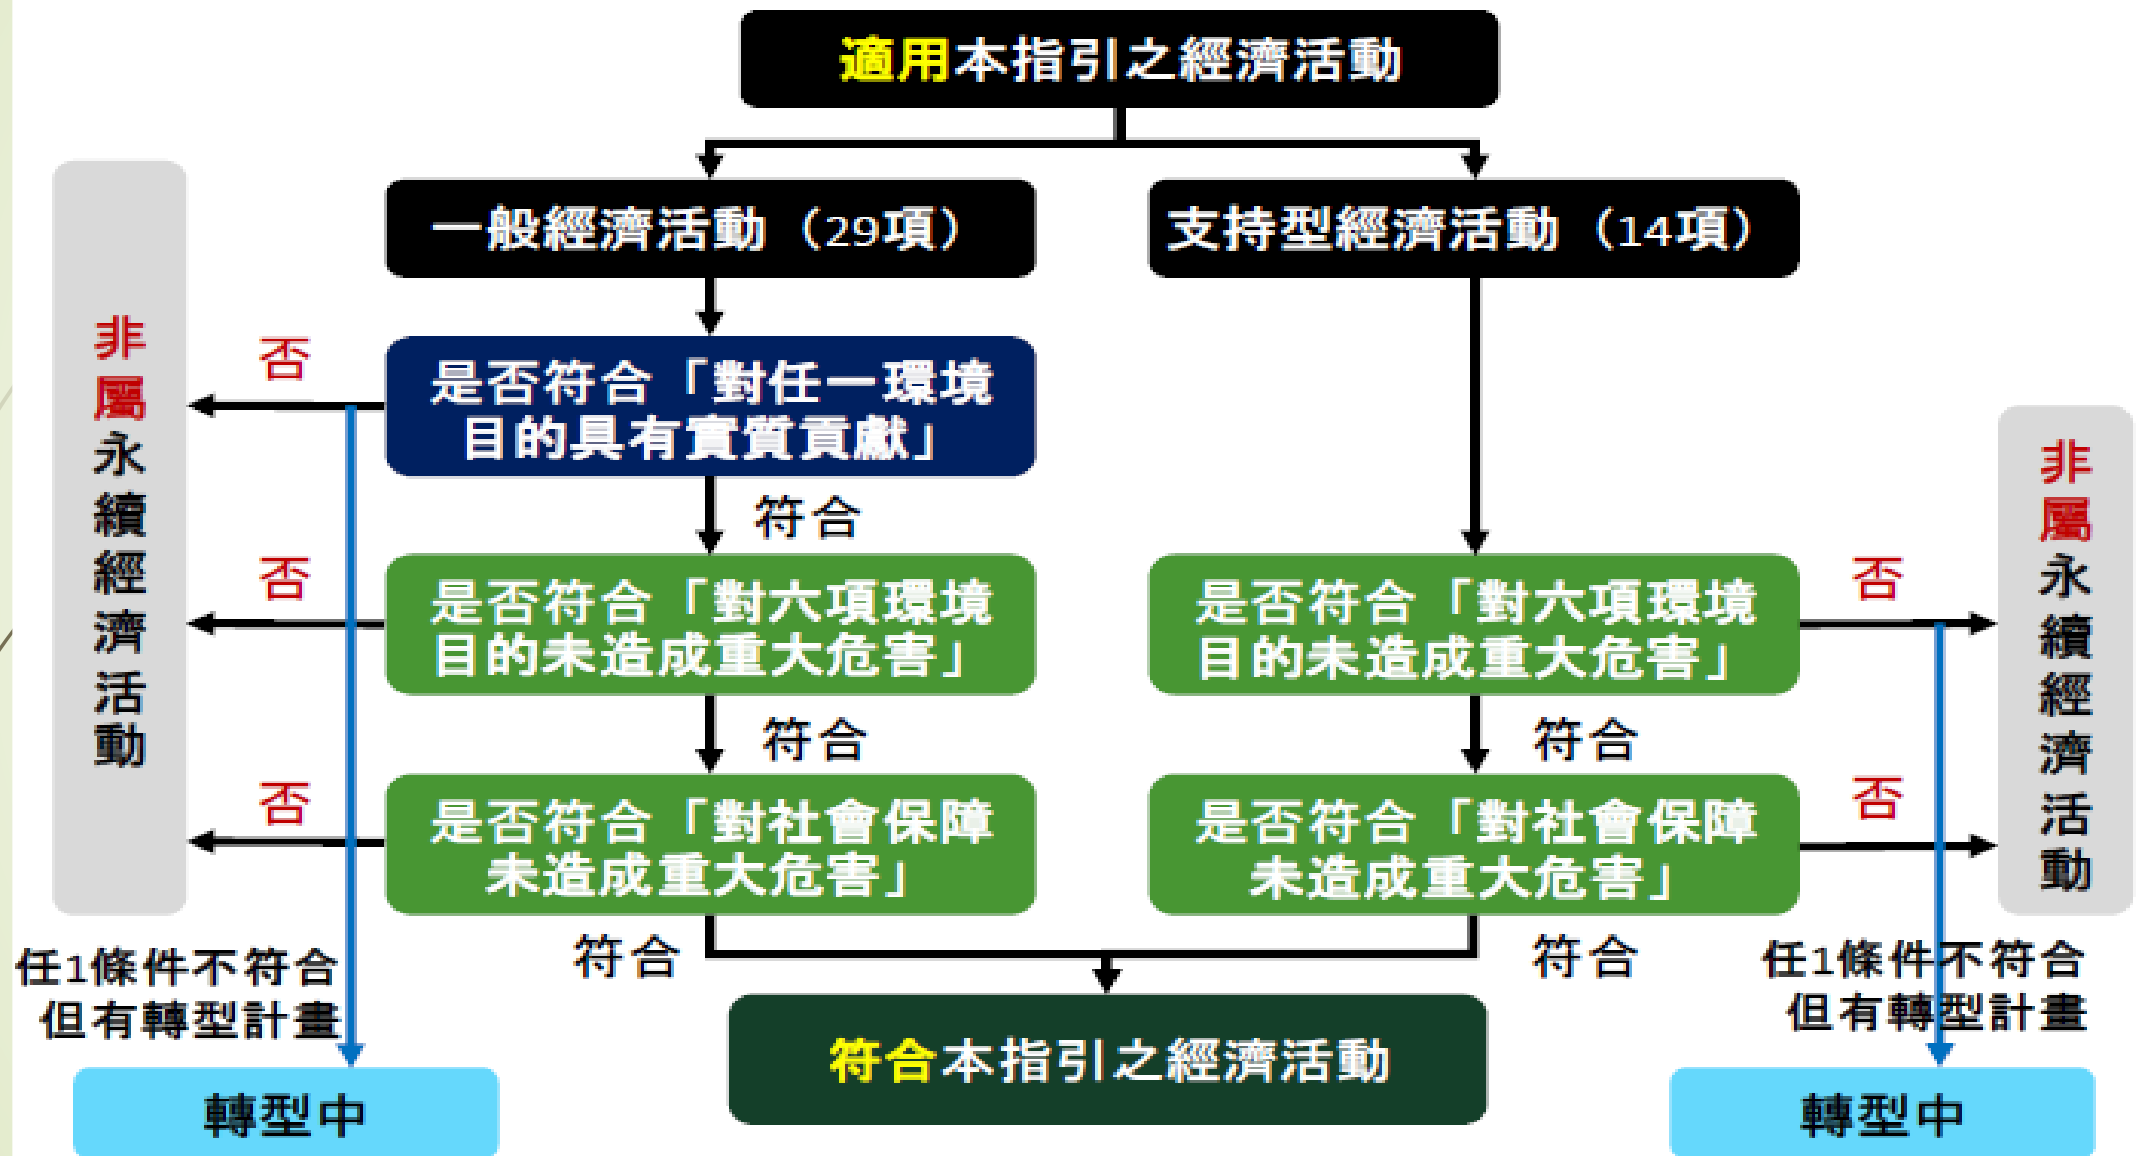 適用本指引之經濟活動
一般經濟活動（29項）
支持型經濟活動（14項）
非屬永續經濟活動
否
是否符合「對任一環境
目的具有實質貢獻」
符合
否
是否符合「對六項環境
目的未造成重大危害」
符合
否
是否符合「對社會保障
未造成重大危害」
符合
任1條件不符合
但有轉型計畫
轉型中
是否符合「對六項環境
目的未造成重大危害」
否
符合
是否符合「對社會保障
未造成重大危害」
否
符合
非屬永續經濟活動
任1條件不符合
但有轉型計畫
轉型中
符合本指引之經濟活動